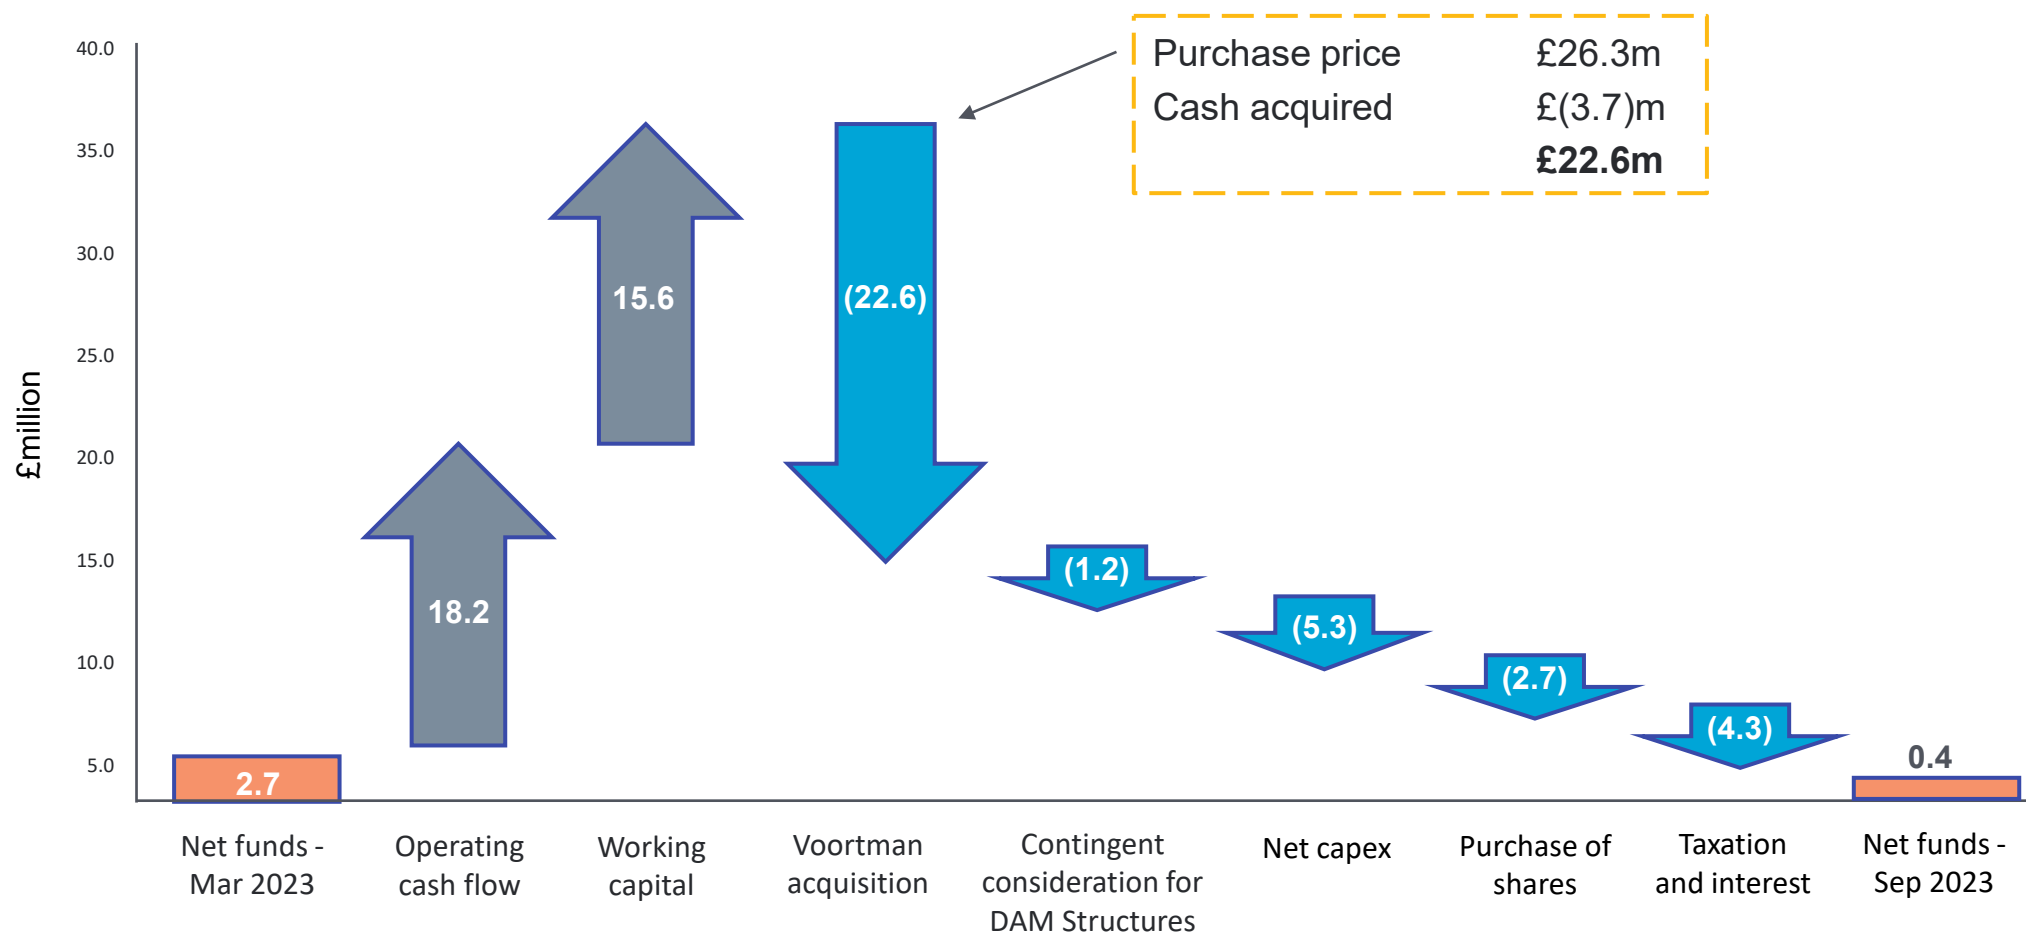 Purchase price £26.3m
Cash acquired £(3.7)m
£22.6m
£million
40.0
35.0
30.0
25.0
20.0
15.0
10.0
5.0
2.7
18.2
15.6
(22.6)
(1.2)
(5.3)
(2.7)
(4.3)
0.4
Net funds -
Mar 2023
Operating
cash flow
Working
capital
Voortman
acquisition
Contingent
consideration for
DAM Structures
Net capex
Purchase of
shares
Taxation
and interest
Net funds -
Sep 2023